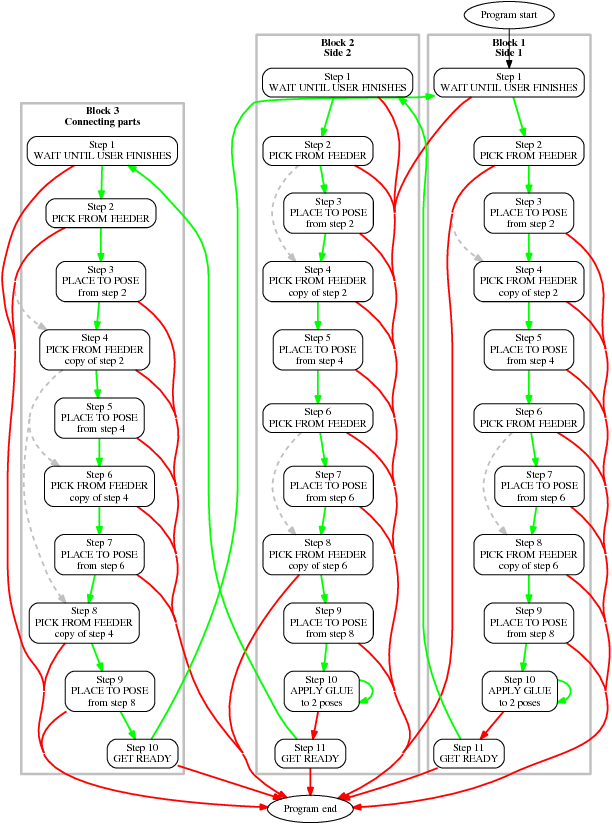 Program start
Block 1
Side 1
Step 1
WAIT UNTIL USER FINISHES
Step 2
PICK FROM FEEDER
Step 3
PLACE TO POSE
from step 2
Step 4
PICK FROM FEEDER
copy of step 2
Step 5
PLACE TO POSE
from step 4
Step 6
PICK FROM FEEDER
Step 7
PLACE TO POSE
from step 6
Step 8
PICK FROM FEEDER
copy of step 6
Step 9
PLACE TO POSE
from step 8
Step 10
APPLY GLUE
to 2 poses
Step 11
GET READY
Block 2
Side 2
Step 1
WAIT UNTIL USER FINISHES
Step 2
PICK FROM FEEDER
Step 3
PLACE TO POSE
from step 2
Step 4
PICK FROM FEEDER
copy of step 2
Step 5
PLACE TO POSE
from step 4
Step 6
PICK FROM FEEDER
Step 7
PLACE TO POSE
from step 6
Step 8
PICK FROM FEEDER
copy of step 6
Step 9
PLACE TO POSE
from step 8
Step 10
APPLY GLUE
to 2 poses
Step 11
GET READY
Block 3
Connecting parts
Step 1
WAIT UNTIL USER FINISHES
Step 2
PICK FROM FEEDER
Step 3
PLACE TO POSE
from step 2
Step 4
PICK FROM FEEDER
copy of step 2
Step 5
PLACE TO POSE
from step 4
Step 6
PICK FROM FEEDER
copy of step 4
Step 7
PLACE TO POSE
from step 6
Step 8
PICK FROM FEEDER
copy of step 4
Step 9
PLACE TO POSE
from step 8
Step 10
GET READY
Program end